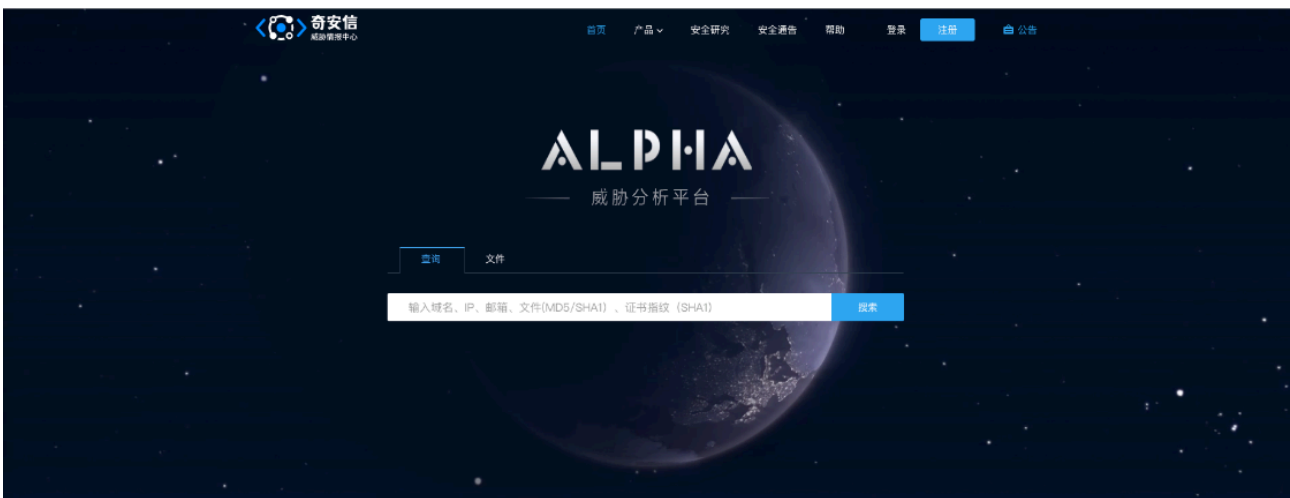 奇安信
威胁情报中心
首页 产品 安全研究 安全通告 帮助 登录 注册 公告
ALPHA
威胁分析平台
查询 文件
输入域名、IP、邮箱、文件(MD5/SHA1)、证书指纹（SHA1） 搜索